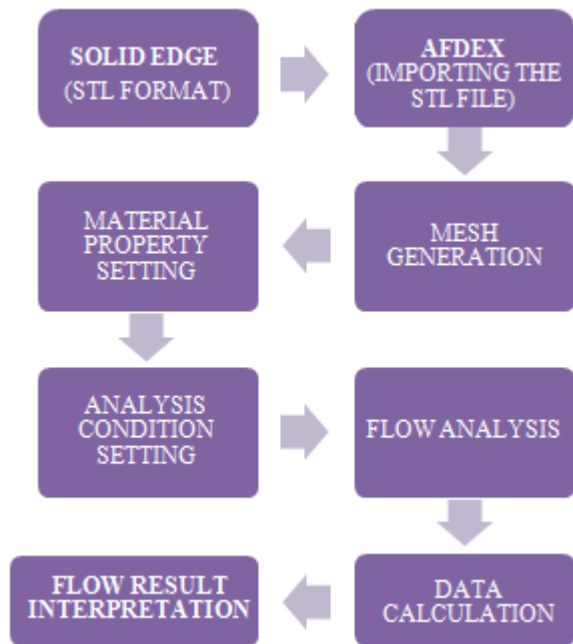 SOLID EDGE
(STL FORMAT)
AFDEX
(IMPORTING THE
STL FILE)
MESH
GENERATION
MATERIAL
PROPERTY
SETTING
ANALYSIS
CONDITION
SETTING
FLOW ANALYSIS
DATA
CALCULATION
FLOW RESULT
INTERPRETATION